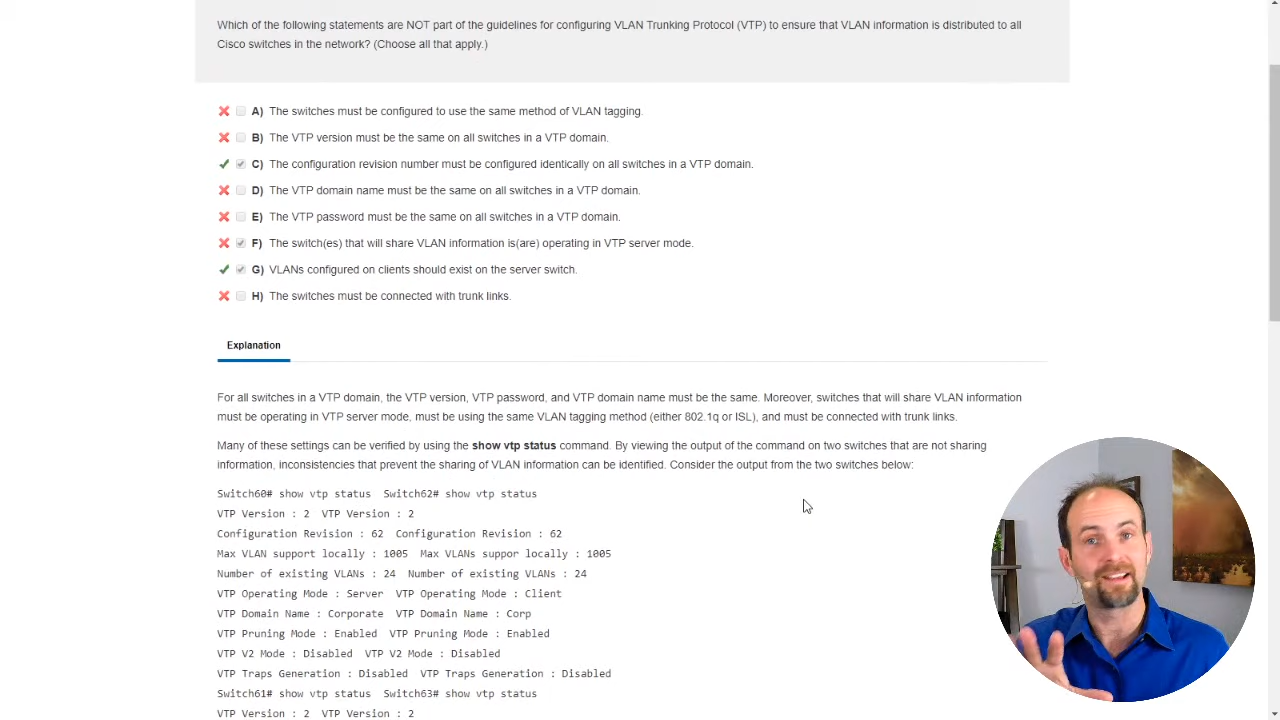 Which of the following statements are NOT part of the guidelines for configuring VLAN Trunking Protocol (VTP) to ensure that VLAN information is distributed to all
Cisco switches in the network? (Choose all that apply.)
A) The switches must be configured to use the same method of VLAN tagging.
B) The VTP version must be the same on all switches in a VTP domain.
C) The configuration revision number must be configured identically on all switches in a VTP domain.
D) The VTP domain name must be the same on all switches in a VTP domain.
E) The VTP password must be the same on all switches in a VTP domain.
F) The switch(es) that will share VLAN information is(are) operating in VTP server mode.
G) VLANs configured on clients should exist on the server switch.
H) The switches must be connected with trunk links.
Explanation
For all switches in a VTP domain, the VTP version, VTP password, and VTP domain name must be the same. Moreover, switches that will share VLAN information
must be operating in VTP server mode, must be using the same VLAN tagging method (either 802.1q or ISL), and must be connected with trunk links.
Many of these settings can be verified by using the show vtp status command. By viewing the output of the command on two switches that are not sharing
information, inconsistencies that prevent the sharing of VLAN information can be identified. Consider the output from the two switches below:
Switch60# show vtp status Switch62# show vtp status
VTP Version : 2 VTP Version : 2
Configuration Revision : 62 Configuration Revision : 62
Max VLAN support locally : 1005 Max VLANs suppor locally : 1005
Number of existing VLANs : 24 Number of existing VLANs : 24
VTP Operating Mode : Server VTP Operating Mode : Client
VTP Domain Name : Corporate VTP Domain Name : Corp
VTP Pruning Mode : Enabled VTP Pruning Mode : Enabled
VTP V2 Mode : Disabled VTP V2 Mode : Disabled
VTP Traps Generation : Disabled VTP Traps Generation : Disabled
Switch61# show vtp status Switch63# show vtp status
VTP Version : 2 VTP Version : 2